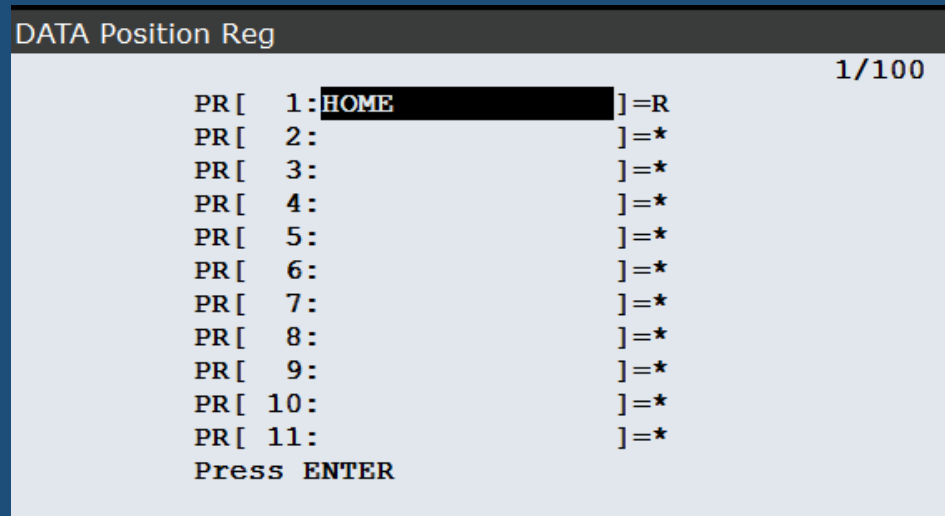 DATA Position Reg
1/100
PR[  1:HOME            ]=R
PR[  2:                ]=*
PR[  3:                ]=*
PR[  4:                ]=*
PR[  5:                ]=*
PR[  6:                ]=*
PR[  7:                ]=*
PR[  8:                ]=*
PR[  9:                ]=*
PR[ 10:                ]=*
PR[ 11:                ]=*
Press ENTER